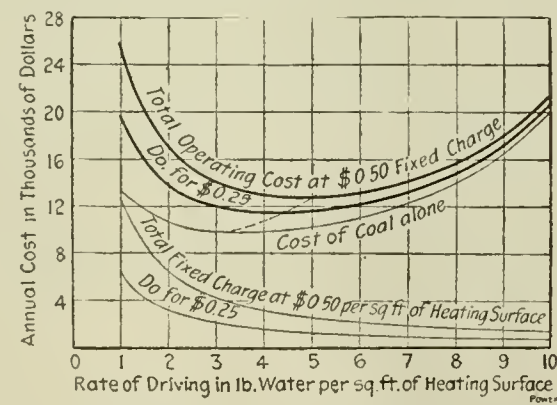 Annual Cost in Thousands of Dollars
28
24
20
16
12
8
4
Total Operating Cost at $0 50 Fixed Charge
Do. for $0.29
Cost of Coal alone
Total Fixed Charge at $0 50 per sq ft of Heating Surface
Do for $0.25
0 1 2 3 4 5 6 7 8 9 10
Rate of Driving in lb. Water per sq. ft. of Heating Surface
POWER